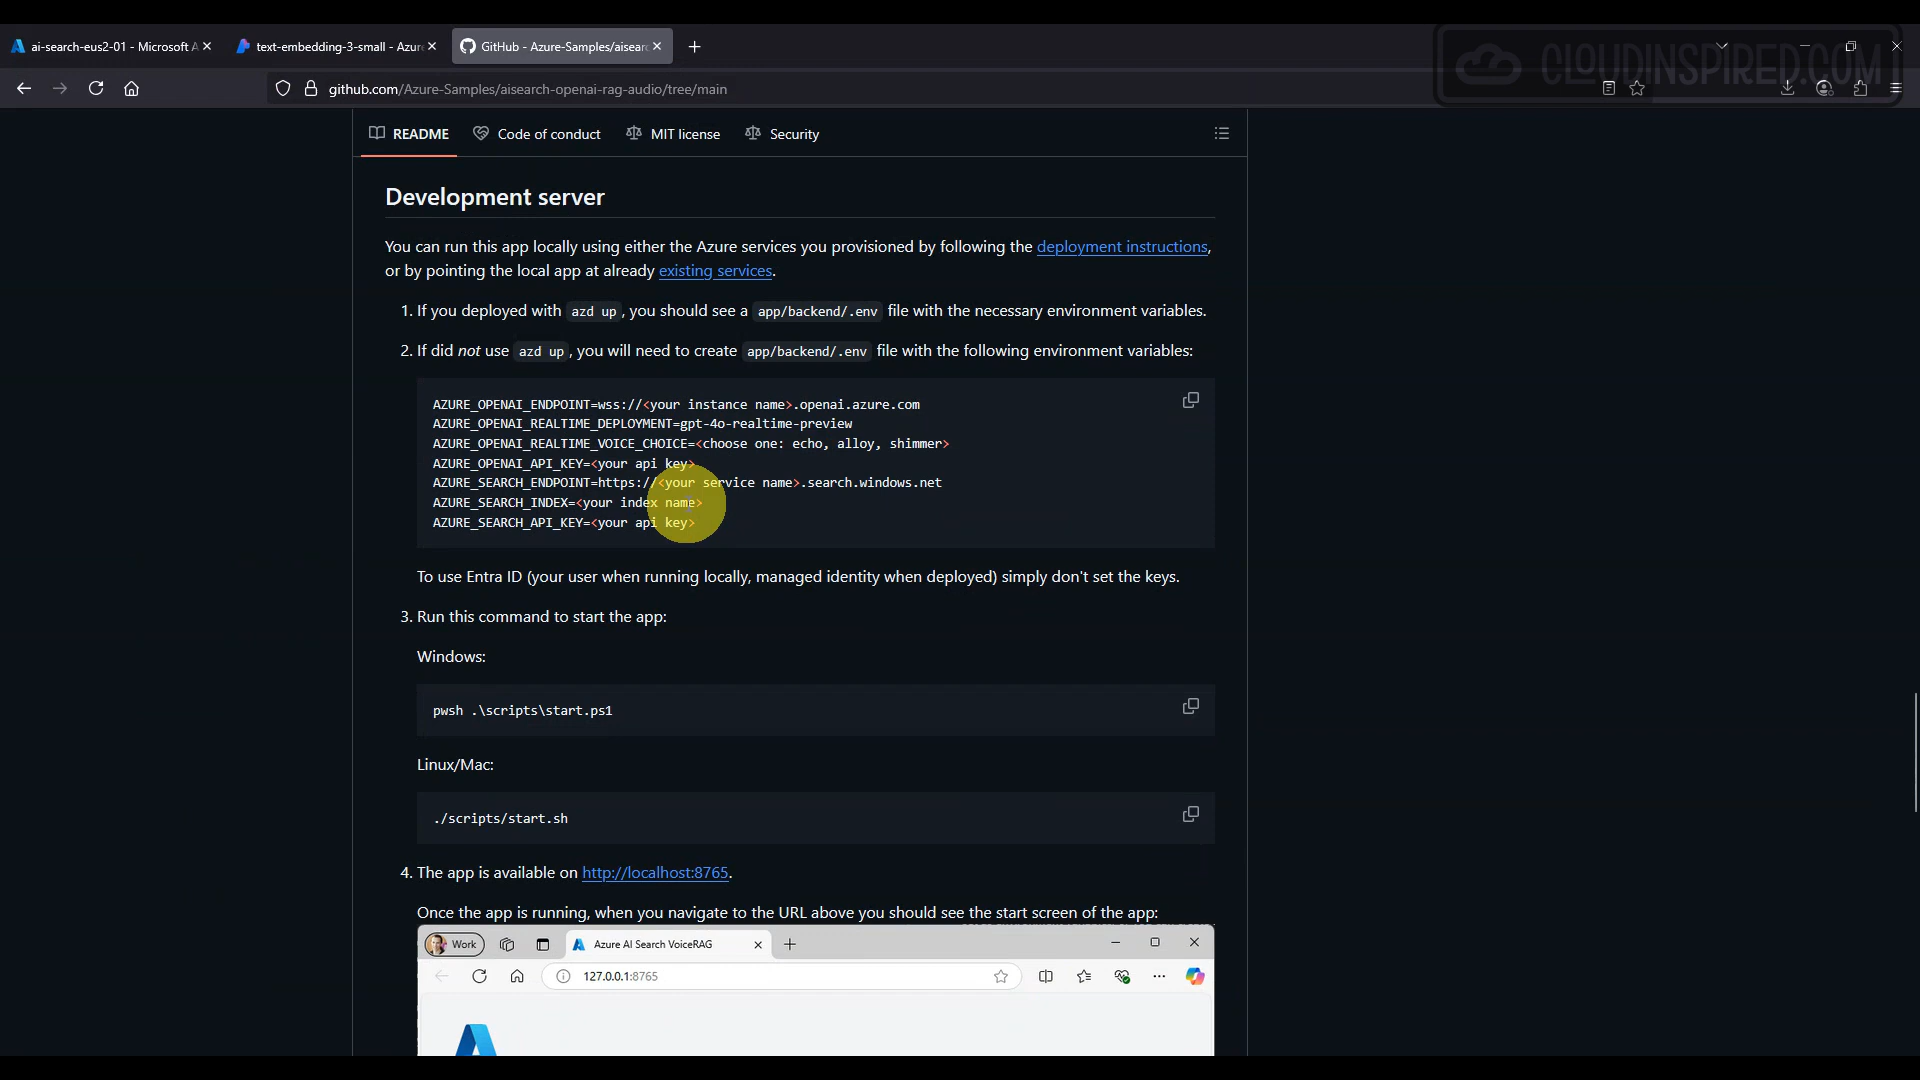 ai-search-eus2-01 - Microsoft A
text-embedding-3-small - Azur
GitHub - Azure-Samples/aisear
CLOUDINSPIRED.COM
github.com/Azure-Samples/aisearch-openai-rag-audio/tree/main
README
Code of conduct
MIT license
Security
Development server
You can run this app locally using either the Azure services you provisioned by following the deployment instructions,
or by pointing the local app at already existing services.
1. If you deployed with azd up, you should see a app/backend/.env file with the necessary environment variables.
2. If did not use azd up, you will need to create app/backend/.env file with the following environment variables:
AZURE_OPENAI_ENDPOINT=wss://<your instance name>.openai.azure.com
AZURE_OPENAI_REALTIME_DEPLOYMENT=gpt-4o-realtime-preview
AZURE_OPENAI_REALTIME_VOICE_CHOICE=<choose one: echo, alloy, shimmer>
AZURE_OPENAI_API_KEY=<your api key>
AZURE_SEARCH_ENDPOINT=https://<your service name>.search.windows.net
AZURE_SEARCH_INDEX=<your index name>
AZURE_SEARCH_API_KEY=<your api key>
To use Entra ID (your user when running locally, managed identity when deployed) simply don't set the keys.
3. Run this command to start the app:
Windows:
pwsh .\scripts\start.ps1
Linux/Mac:
./scripts/start.sh
4. The app is available on http://localhost:8765.
Once the app is running, when you navigate to the URL above you should see the start screen of the app:
Work
Azure AI Search VoiceRAG
127.0.0.1:8765